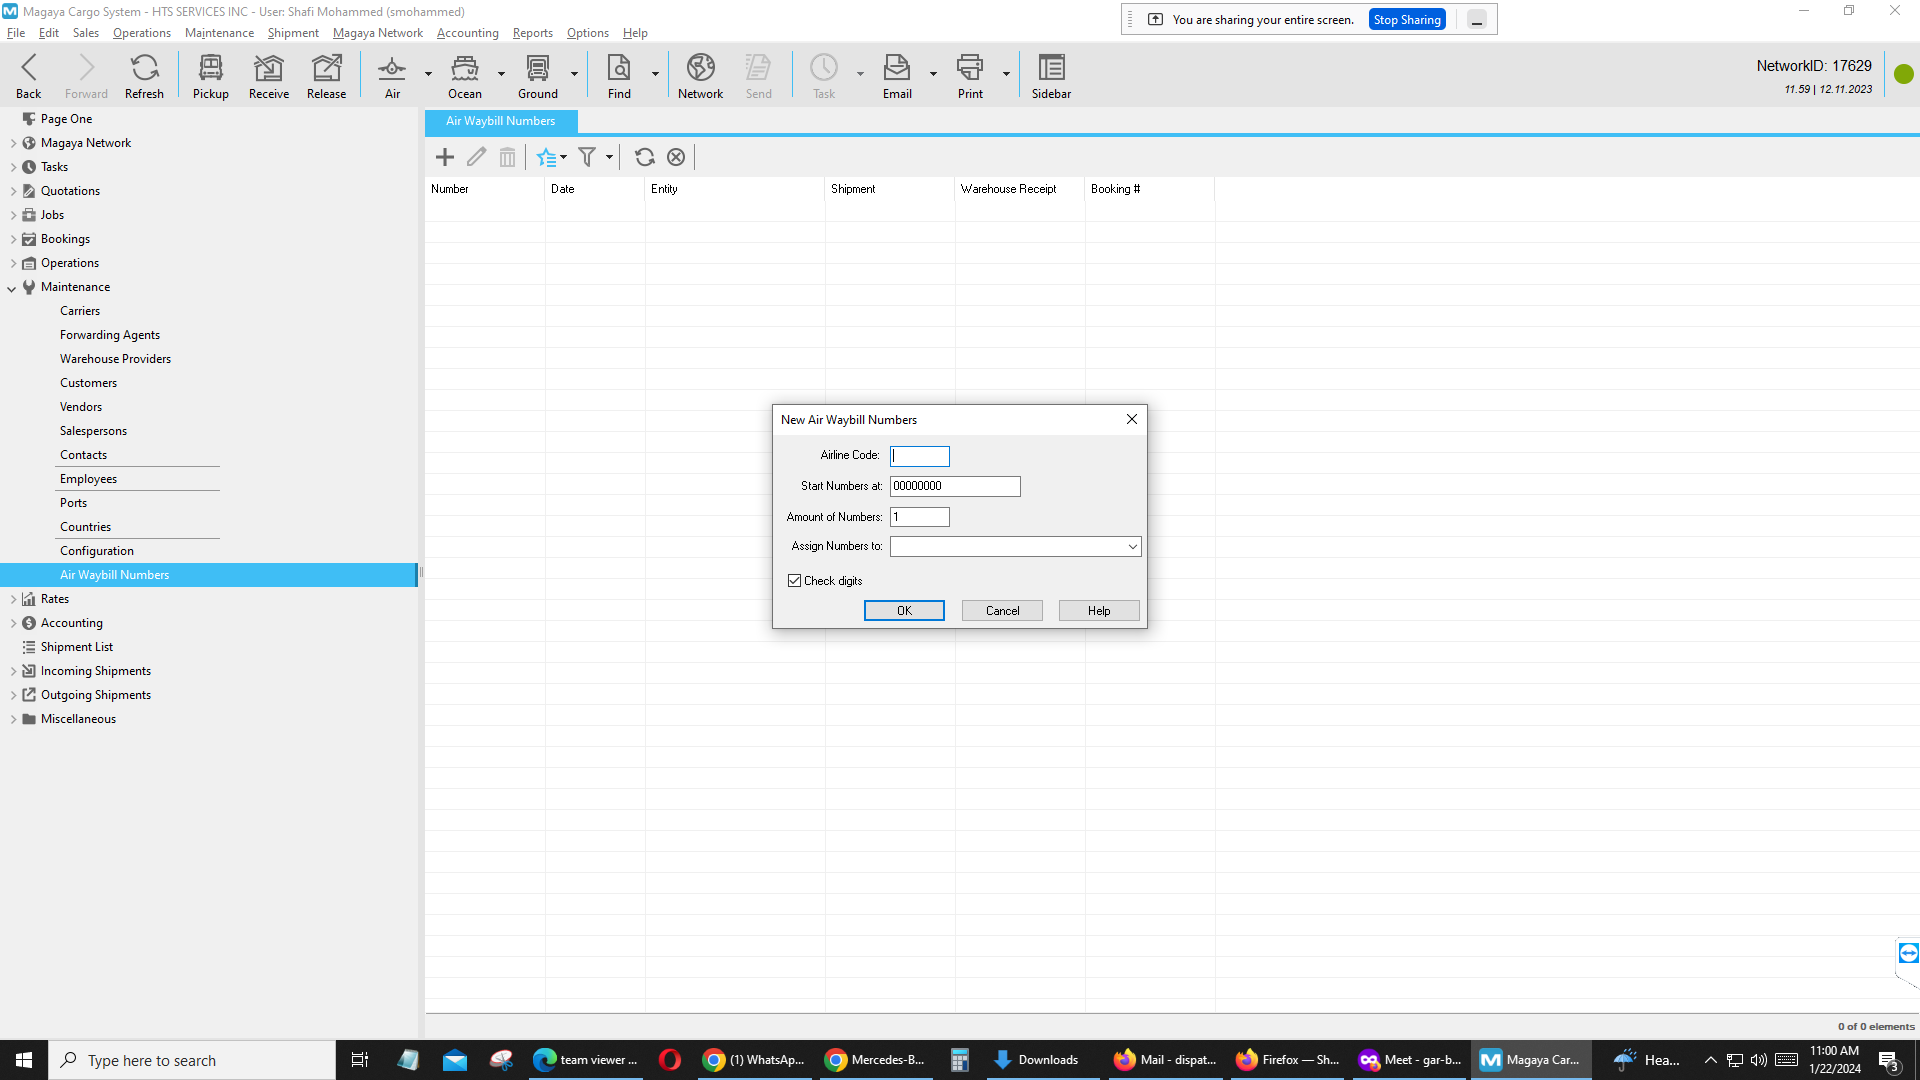 Magaya Cargo System - HTS SERVICES INC - User: Shafi Mohammed (smohammed)
You are sharing your entire screen. Stop Sharing
File Edit Sales Operations Maintenance Shipment Magaya Network Accounting Reports Options Help
Back Forward Refresh Pickup Receive Release Air Ocean Ground Find Network Send Task Email Print Sidebar
NetworkID: 17629
11.59 | 12.11.2023
Page One
Magaya Network
Tasks
Quotations
Jobs
Bookings
Operations
Maintenance
Carriers
Forwarding Agents
Warehouse Providers
Customers
Vendors
Salespersons
Contacts
Employees
Ports
Countries
Configuration
Air Waybill Numbers
Rates
Accounting
Shipment List
Incoming Shipments
Outgoing Shipments
Miscellaneous
Air Waybill Numbers
Number Date Entity Shipment Warehouse Receipt Booking #
New Air Waybill Numbers
Airline Code:
Start Numbers at: 00000000
Amount of Numbers: 1
Assign Numbers to:
Check digits
OK Cancel Help
0 of 0 elements
Type here to search
team viewer ...
(1) WhatsAp...
Mercedes-B...
Downloads
Mail - dispat...
Firefox — Sh...
Meet - gar-b...
Magaya Car...
Hea...
11:00 AM
1/22/2024
3